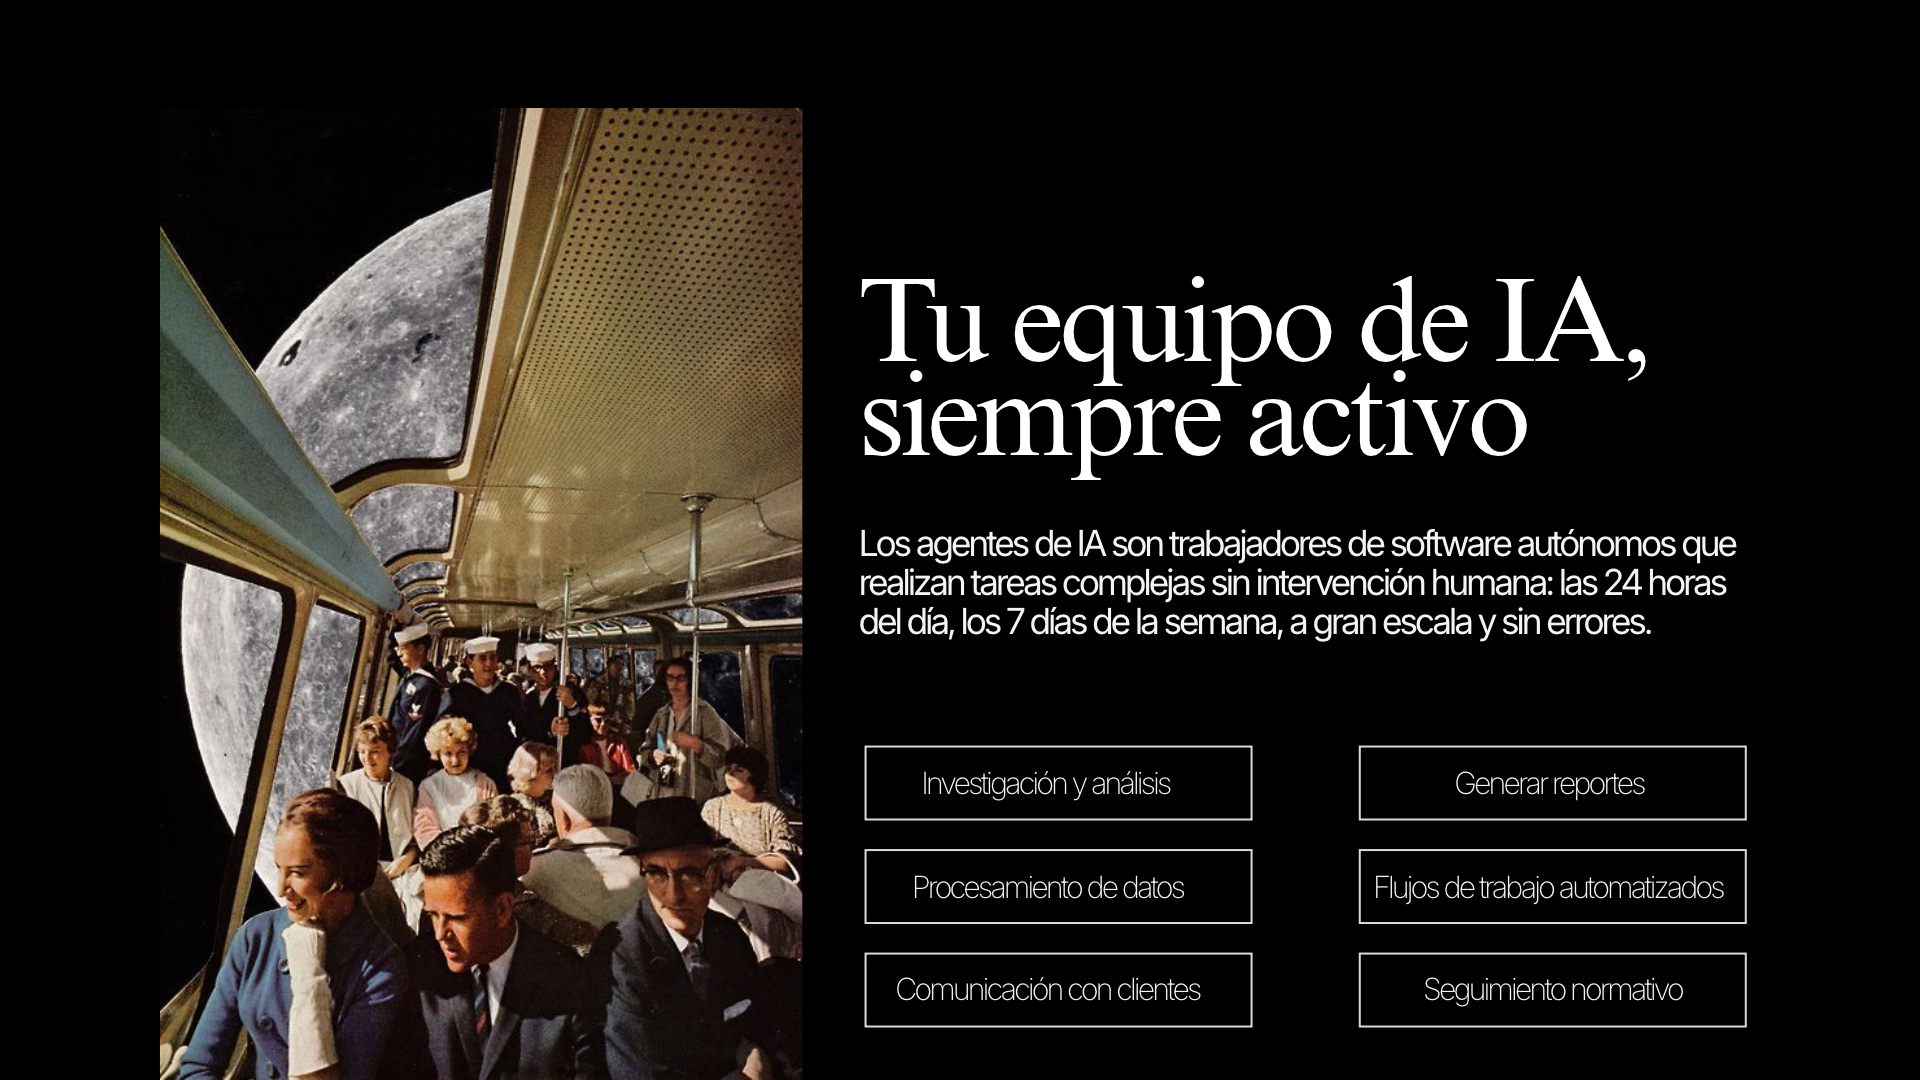 Tu equipo de IA,
siempre activo
Los agentes de IA son trabajadores de software autónomos que
realizan tareas complejas sin intervención humana: las 24 horas
del día, los 7 días de la semana, a gran escala y sin errores.
Investigación y análisis
Generar reportes
Procesamiento de datos
Flujos de trabajo automatizados
Comunicación con clientes
Seguimiento normativo